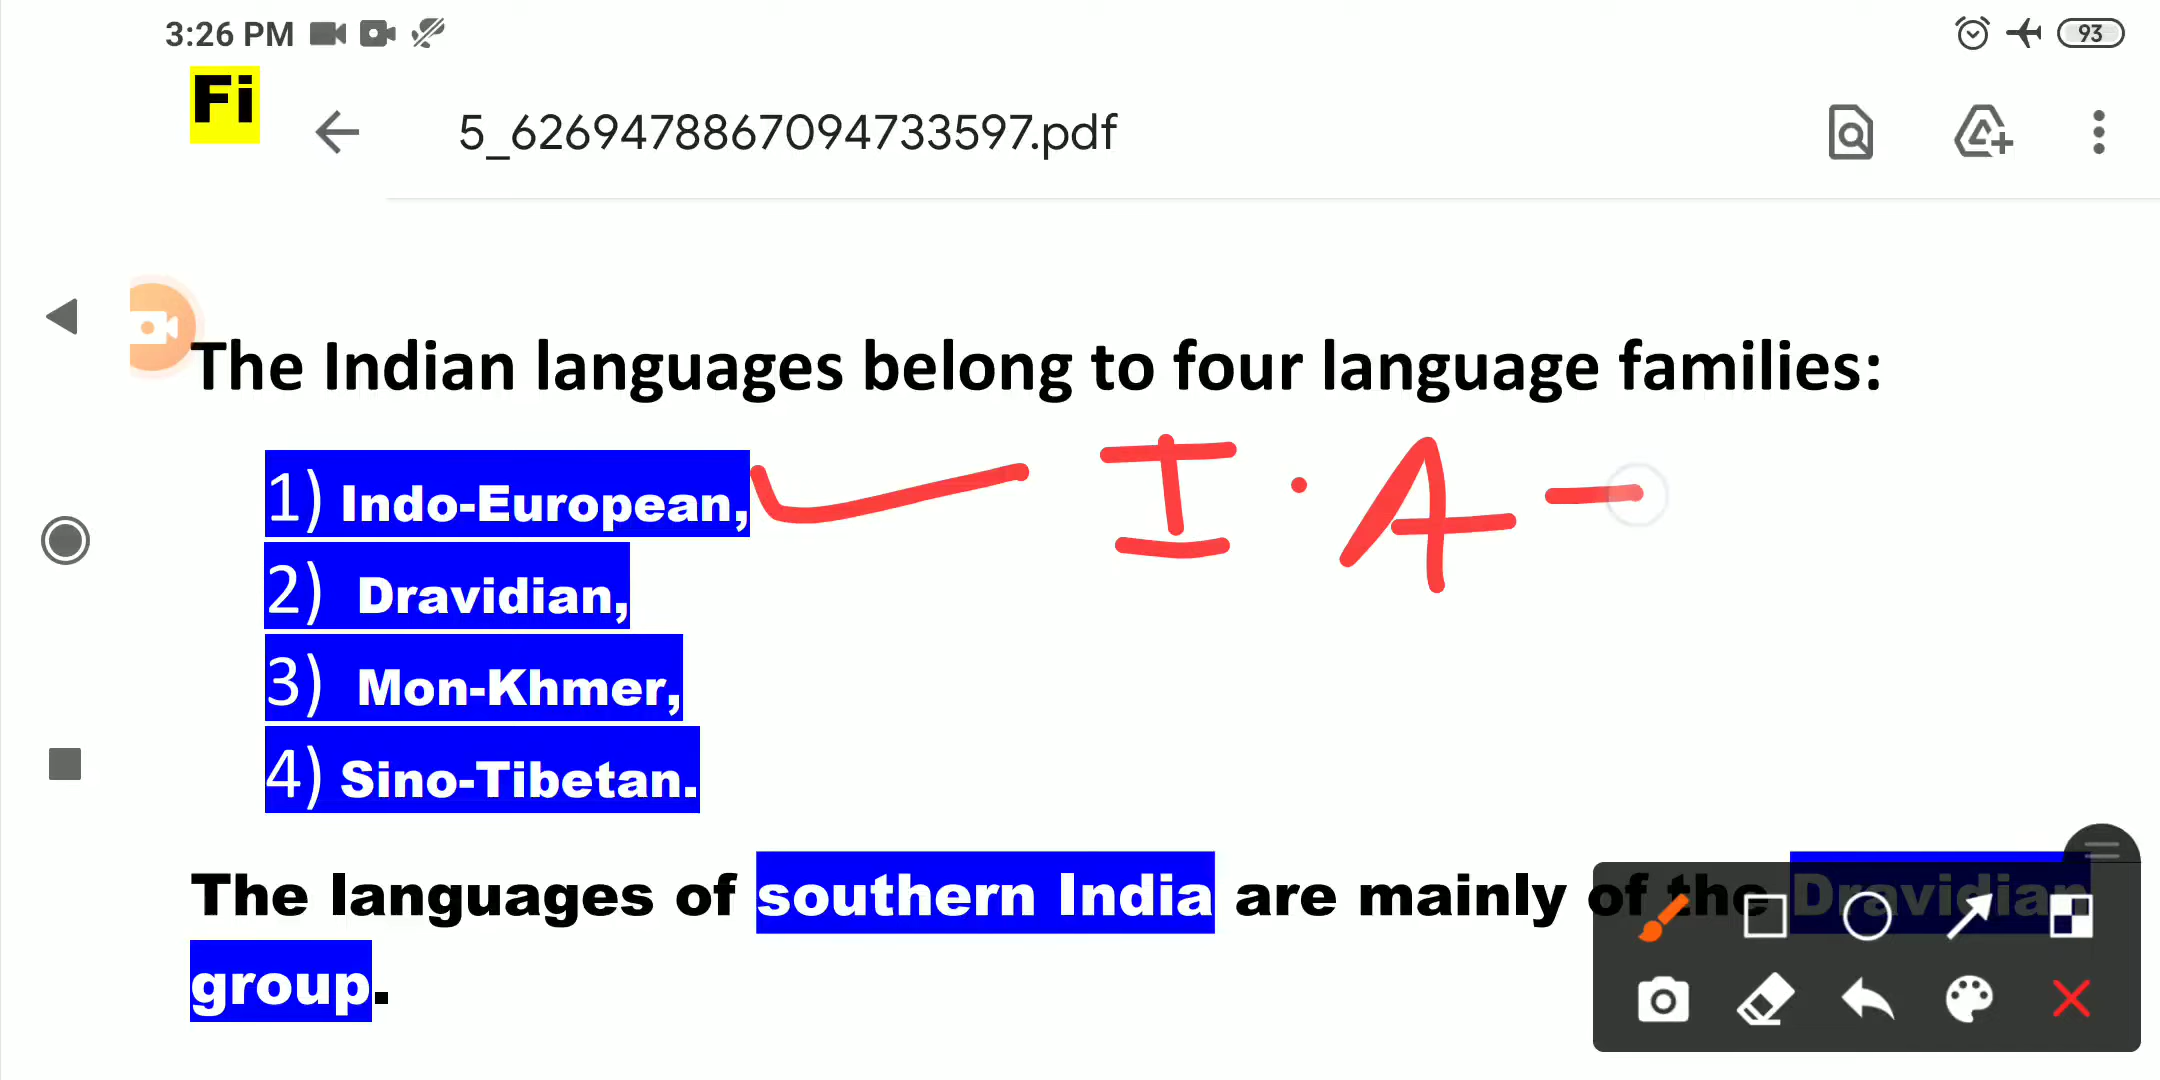 3:26 PM 93
Fi
5_6269478867094733597.pdf
The Indian languages belong to four language families:
1) Indo-European, I . A -
2) Dravidian,
3) Mon-Khmer,
4) Sino-Tibetan.
The languages of southern India are mainly of the Dravidian
group.